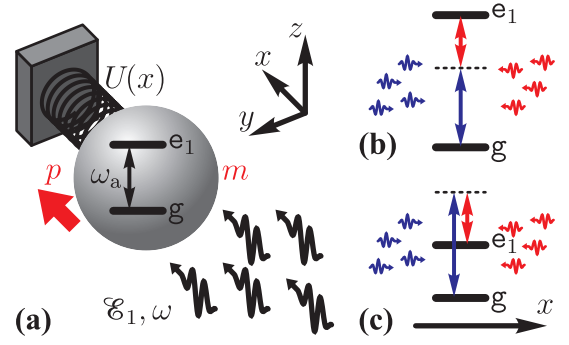 z
x
y
U(x)
e₁
ωₐ
g
p
m
ℰ₁, ω
(a)
e₁
g
(b)
e₁
g
(c)
x